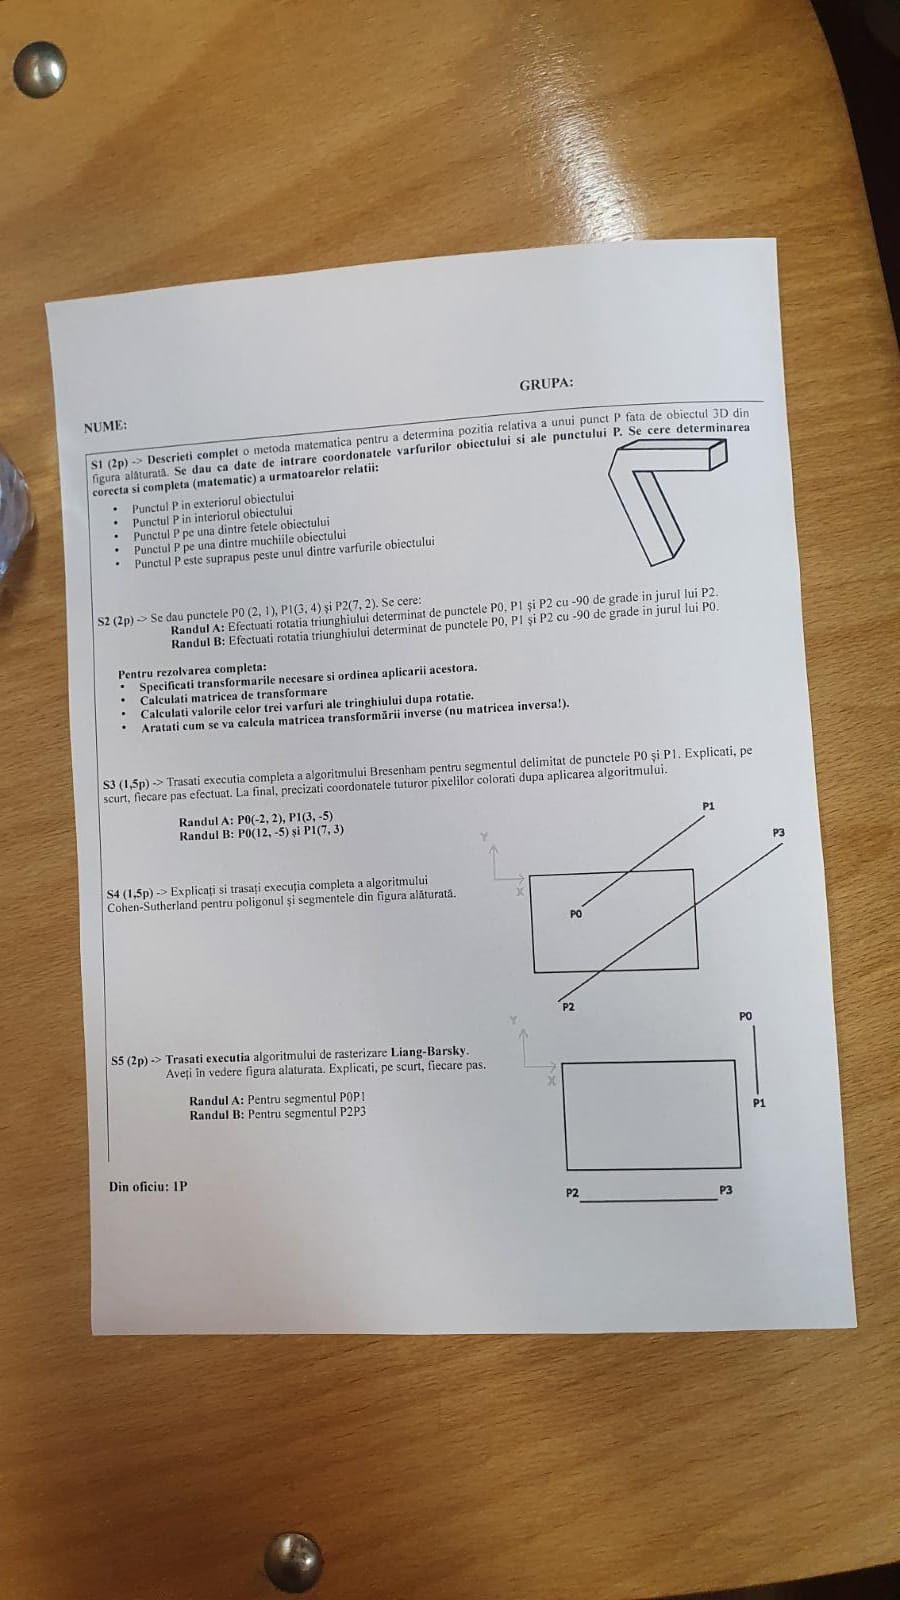 GRUPA:
NUME:
S1 (2p) -> Descrieti complet o metoda matematica pentru a determina pozitia relativa a unui punct P fata de obiectul 3D din
figura alăturată. Se dau ca date de intrare coordonatele varfurilor obiectului si ale punctului P. Se cere determinarea
corecta si completa (matematic) a urmatoarelor relatii:
• Punctul P in exteriorul obiectului
• Punctul P in interiorul obiectului
• Punctul P pe una dintre fetele obiectului
• Punctul P pe una dintre muchiile obiectului
• Punctul P este suprapus peste unul dintre varfurile obiectului
S2 (2p) -> Se dau punctele P0 (2, 1), P1(3, 4) şi P2(7, 2). Se cere:
Randul A: Efectuati rotatia triunghiului determinat de punctele P0, P1 şi P2 cu -90 de grade in jurul lui P2.
Randul B: Efectuati rotatia triunghiului determinat de punctele P0, P1 şi P2 cu -90 de grade in jurul lui P0.
Pentru rezolvarea completa:
• Specificati transformarile necesare si ordinea aplicarii acestora.
• Calculati matricea de transformare
• Calculati valorile celor trei varfuri ale tringhiului dupa rotatie.
• Aratati cum se va calcula matricea transformării inverse (nu matricea inversa!).
S3 (1,5p) -> Trasati executia completa a algoritmului Bresenham pentru segmentul delimitat de punctele P0 şi P1. Explicati, pe
scurt, fiecare pas efectuat. La final, precizati coordonatele tuturor pixelilor colorati dupa aplicarea algoritmului.
Randul A: P0(-2, 2), P1(3, -5)
Randul B: P0(12, -5) şi P1(7, 3)
P1
Y
P3
X
S4 (1,5p) -> Explicaţi si trasaţi execuţia completa a algoritmului
Cohen-Sutherland pentru poligonul şi segmentele din figura alăturată.
P0
P2
Y
P0
S5 (2p) -> Trasati executia algoritmului de rasterizare Liang-Barsky.
Aveţi în vedere figura alaturata. Explicati, pe scurt, fiecare pas.
X
Randul A: Pentru segmentul P0P1
Randul B: Pentru segmentul P2P3
P1
Din oficiu: 1P
P2
P3